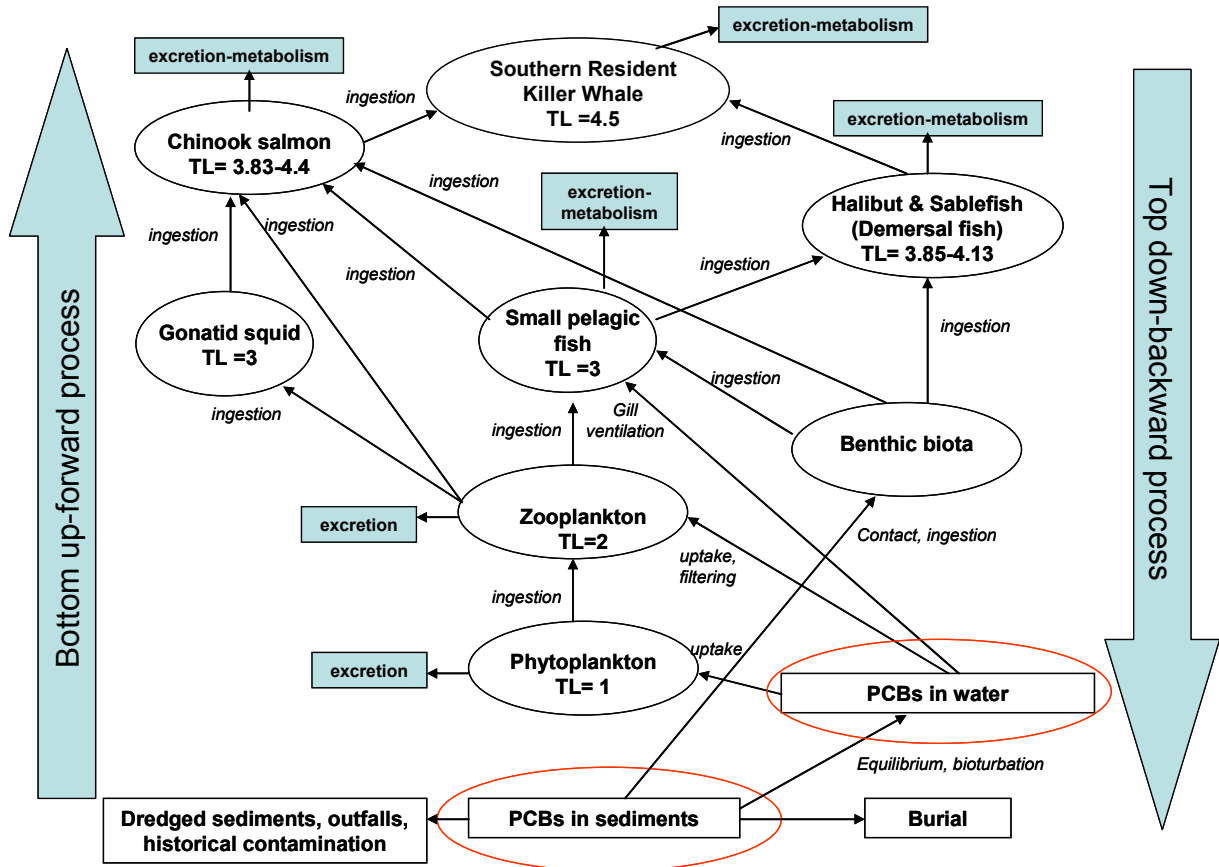 excretion-metabolism
excretion-metabolism
Southern Resident
Killer Whale
TL =4.5
ingestion
Chinook salmon
TL= 3.83-4.4
excretion-metabolism
ingestion
ingestion
excretion-
metabolism
Halibut & Sablefish
(Demersal fish)
TL= 3.85-4.13
ingestion
ingestion
ingestion
ingestion
Gonatid squid
TL =3
Small pelagic
fish
TL =3
ingestion
ingestion
ingestion
ingestion
Gill
ventilation
Benthic biota
excretion
Zooplankton
TL=2
Contact, ingestion
uptake,
filtering
ingestion
excretion
Phytoplankton
TL= 1
uptake
PCBs in water
Equilibrium, bioturbation
Dredged sediments, outfalls,
historical contamination
PCBs in sediments
Burial
Bottom up-forward process
Top down-backward process